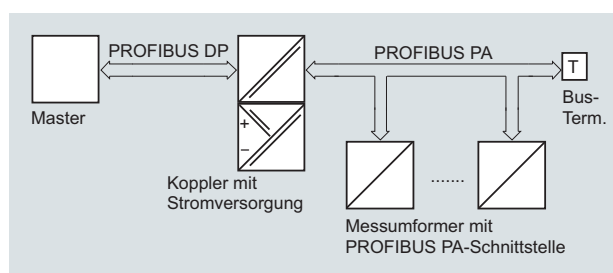 PROFIBUS DP
PROFIBUS PA
T
Master
Bus-
Term.
+
–
Koppler mit
Stromversorgung
.......
Messumformer mit
PROFIBUS PA-Schnittstelle